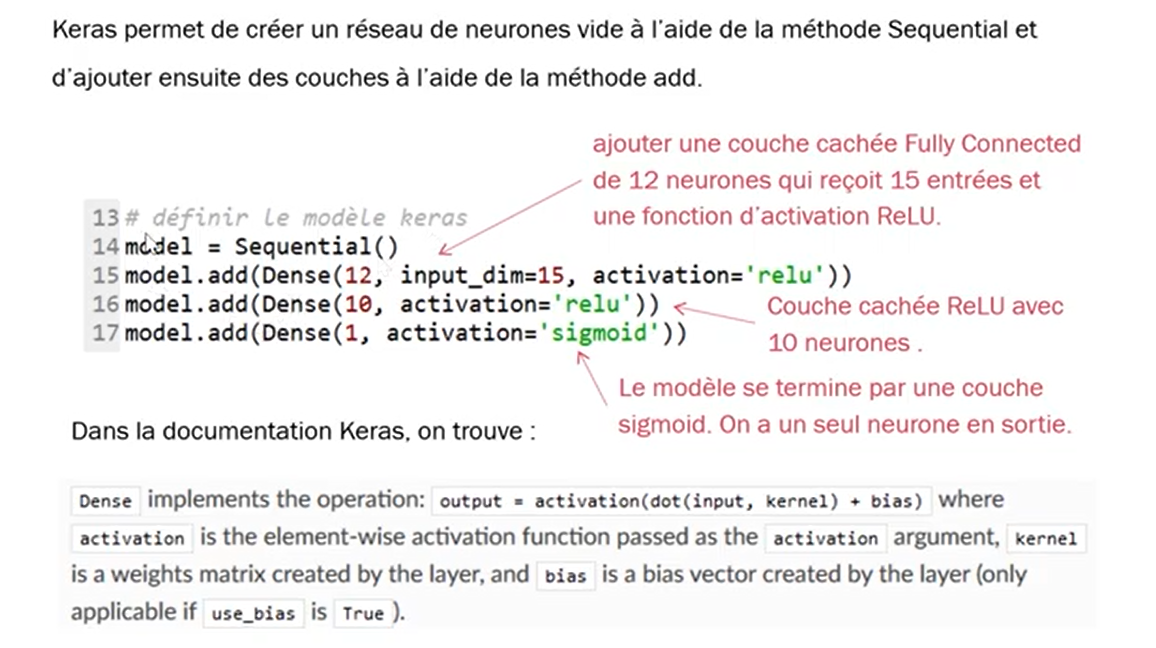 Keras permet de créer un réseau de neurones vide à l'aide de la méthode Sequential et
d'ajouter ensuite des couches à l'aide de la méthode add.
ajouter une couche cachée Fully Connected
de 12 neurones qui reçoit 15 entrées et
une fonction d'activation ReLU.
13 # définir le modèle keras
14 model = Sequential()
15 model.add(Dense(12, input_dim=15, activation='relu'))
16 model.add(Dense(10, activation='relu'))
17 model.add(Dense(1, activation='sigmoid'))
Couche cachée ReLU avec
10 neurones .
Le modèle se termine par une couche
sigmoid. On a un seul neurone en sortie.
Dans la documentation Keras, on trouve :
Dense implements the operation: output = activation(dot(input, kernel) + bias) where
activation is the element-wise activation function passed as the activation argument, kernel
is a weights matrix created by the layer, and bias is a bias vector created by the layer (only
applicable if use_bias is True ).